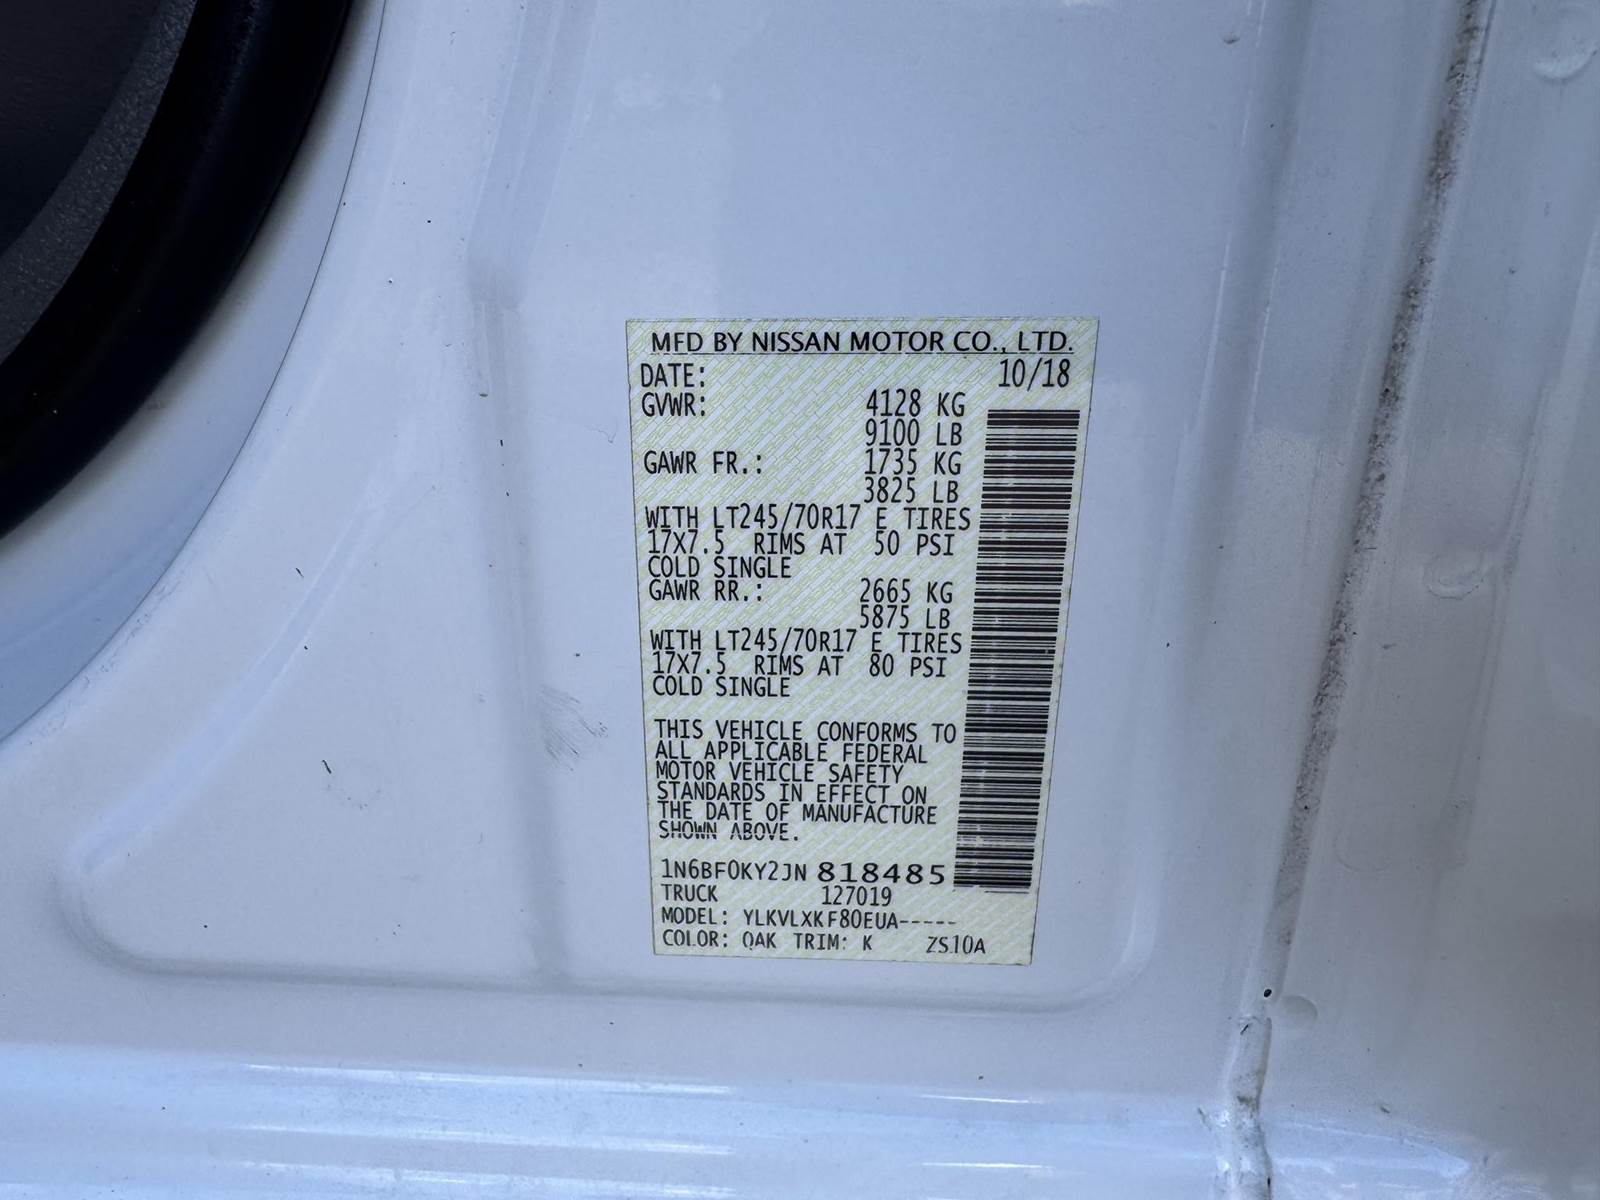 MFD BY NISSAN MOTOR CO., LTD.
DATE: 10/18
GVWR: 4128 KG
9100 LB
GAWR FR.: 1735 KG
3825 LB
WITH LT245/70R17 E TIRES
17X7.5 RIMS AT 50 PSI
COLD SINGLE
GAWR RR.: 2665 KG
5875 LB
WITH LT245/70R17 E TIRES
17X7.5 RIMS AT 80 PSI
COLD SINGLE
THIS VEHICLE CONFORMS TO
ALL APPLICABLE FEDERAL
MOTOR VEHICLE SAFETY
STANDARDS IN EFFECT ON
THE DATE OF MANUFACTURE
SHOWN ABOVE.
1N6BF0KY2JN818485
TRUCK 127019
MODEL: YLKVLXKF80EUA-----
COLOR: QAK TRIM: K ZS10A